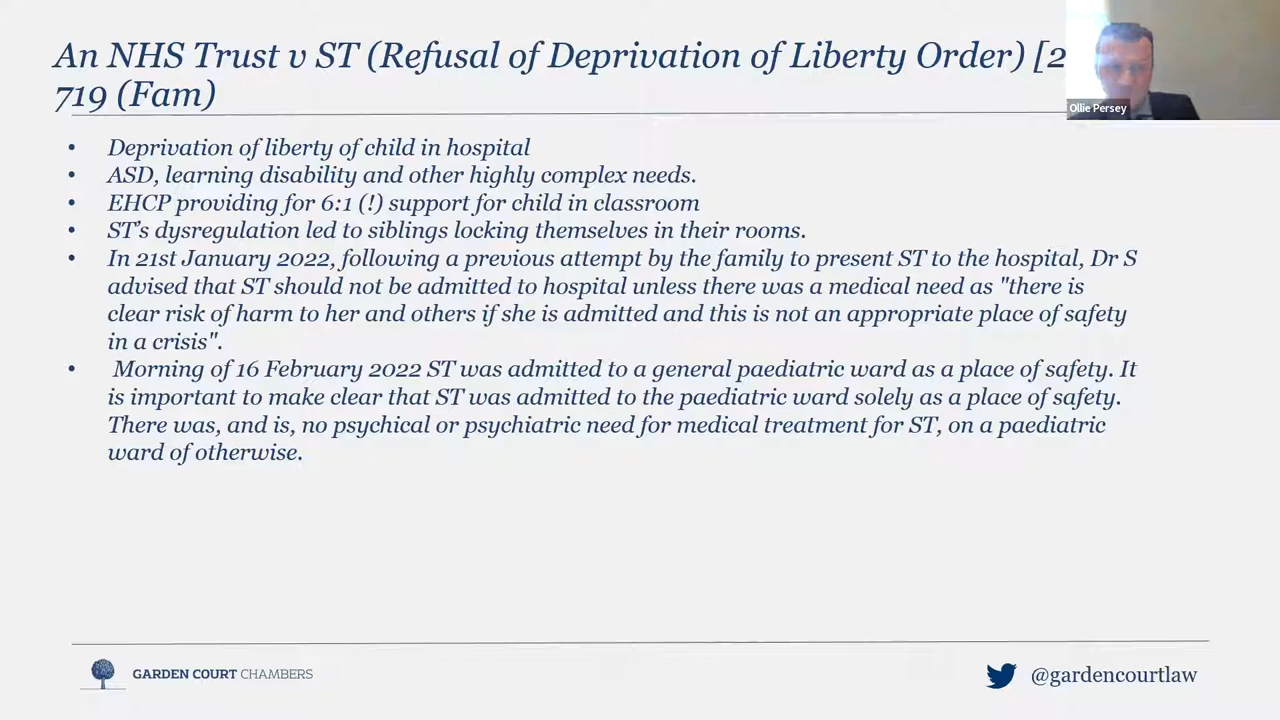 An NHS Trust v ST (Refusal of Deprivation of Liberty Order) [2
719 (Fam)
Ollie Persey
• Deprivation of liberty of child in hospital
• ASD, learning disability and other highly complex needs.
• EHCP providing for 6:1 (!) support for child in classroom
• ST's dysregulation led to siblings locking themselves in their rooms.
• In 21st January 2022, following a previous attempt by the family to present ST to the hospital, Dr S
advised that ST should not be admitted to hospital unless there was a medical need as "there is
clear risk of harm to her and others if she is admitted and this is not an appropriate place of safety
in a crisis".
• Morning of 16 February 2022 ST was admitted to a general paediatric ward as a place of safety. It
is important to make clear that ST was admitted to the paediatric ward solely as a place of safety.
There was, and is, no psychical or psychiatric need for medical treatment for ST, on a paediatric
ward of otherwise.
GARDEN COURT CHAMBERS
@gardencourtlaw